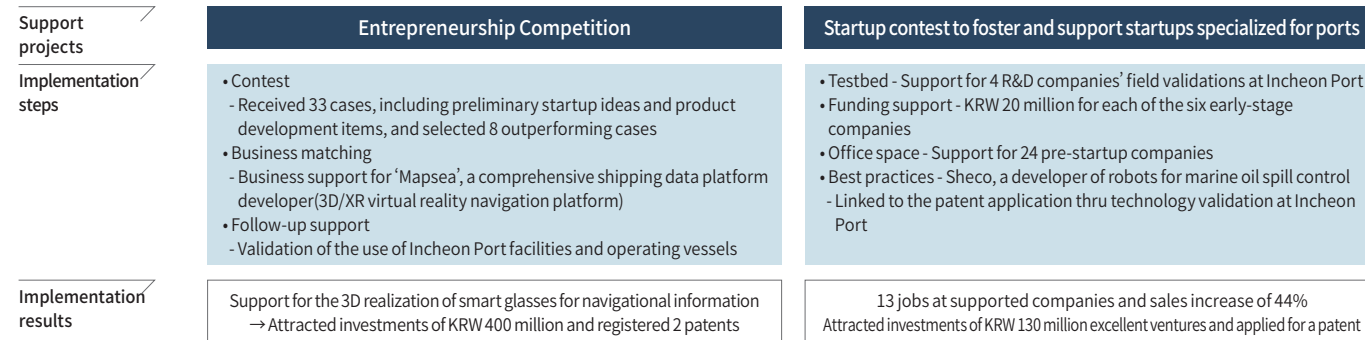 Support
projects
Entrepreneurship Competition
Startup contest to foster and support startups specialized for ports
Implementation
steps
• Contest
- Received 33 cases, including preliminary startup ideas and product
development items, and selected 8 outperforming cases
• Business matching
- Business support for ‘Mapsea’, a comprehensive shipping data platform
developer(3D/XR virtual reality navigation platform)
• Follow-up support
- Validation of the use of Incheon Port facilities and operating vessels
• Testbed - Support for 4 R&D companies’ field validations at Incheon Port
• Funding support - KRW 20 million for each of the six early-stage
companies
• Office space - Support for 24 pre-startup companies
• Best practices - Sheco, a developer of robots for marine oil spill control
- Linked to the patent application thru technology validation at Incheon
Port
Implementation
results
Support for the 3D realization of smart glasses for navigational information
→ Attracted investments of KRW 400 million and registered 2 patents
13 jobs at supported companies and sales increase of 44%
Attracted investments of KRW 130 million excellent ventures and applied for a patent